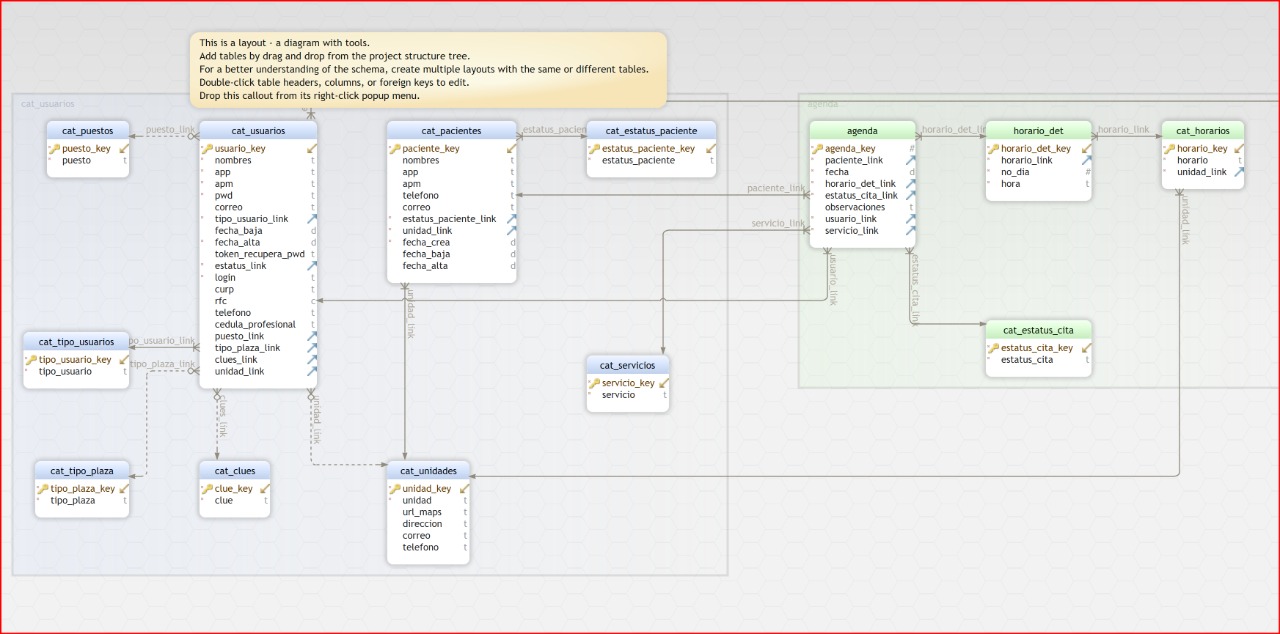 This is a layout - a diagram with tools.
Add tables by drag and drop from the project structure tree.
For a better understanding of the schema, create multiple layouts with the same or different tables.
Double-click table headers, columns, or foreign keys to edit.
Drop this callout from its right-click popup menu.
cat_usuarios
agenda
cat_puestos
puesto_key
puesto t
puesto_link
cat_usuarios
usuario_key
nombres t
app t
apm t
pwd t
correo t
tipo_usuario_link
fecha_baja d
fecha_alta d
token_recupera_pwd t
estatus_link
login t
curp t
rfc c
telefono t
cedula_profesional t
puesto_link
tipo_plaza_link
clues_link
unidad_link
cat_pacientes
paciente_key
nombres t
app t
apm t
telefono t
correo t
estatus_paciente_link
unidad_link
fecha_crea d
fecha_baja d
fecha_alta d
estatus_pacien
cat_estatus_paciente
estatus_paciente_key
estatus_paciente t
agenda
agenda_key #
paciente_link
fecha d
horario_det_link
estatus_cita_link
observaciones t
usuario_link
servicio_link
horario_det_lin
horario_det
horario_det_key
horario_link
no_dia #
hora t
horario_link
cat_horarios
horario_key
horario t
unidad_link
paciente_link
servicio_link
usuario_link
estatus_cita_lin
unidad_link
unidad_link
cat_tipo_usuarios
tipo_usuario_key
tipo_usuario t
po_usuario_link
tipo_plaza_link
clues_link
unidad_link
cat_estatus_cita
estatus_cita_key
estatus_cita t
cat_servicios
servicio_key
servicio t
cat_tipo_plaza
tipo_plaza_key
tipo_plaza t
cat_clues
clue_key
clue t
cat_unidades
unidad_key
unidad t
url_maps t
direccion t
correo t
telefono t